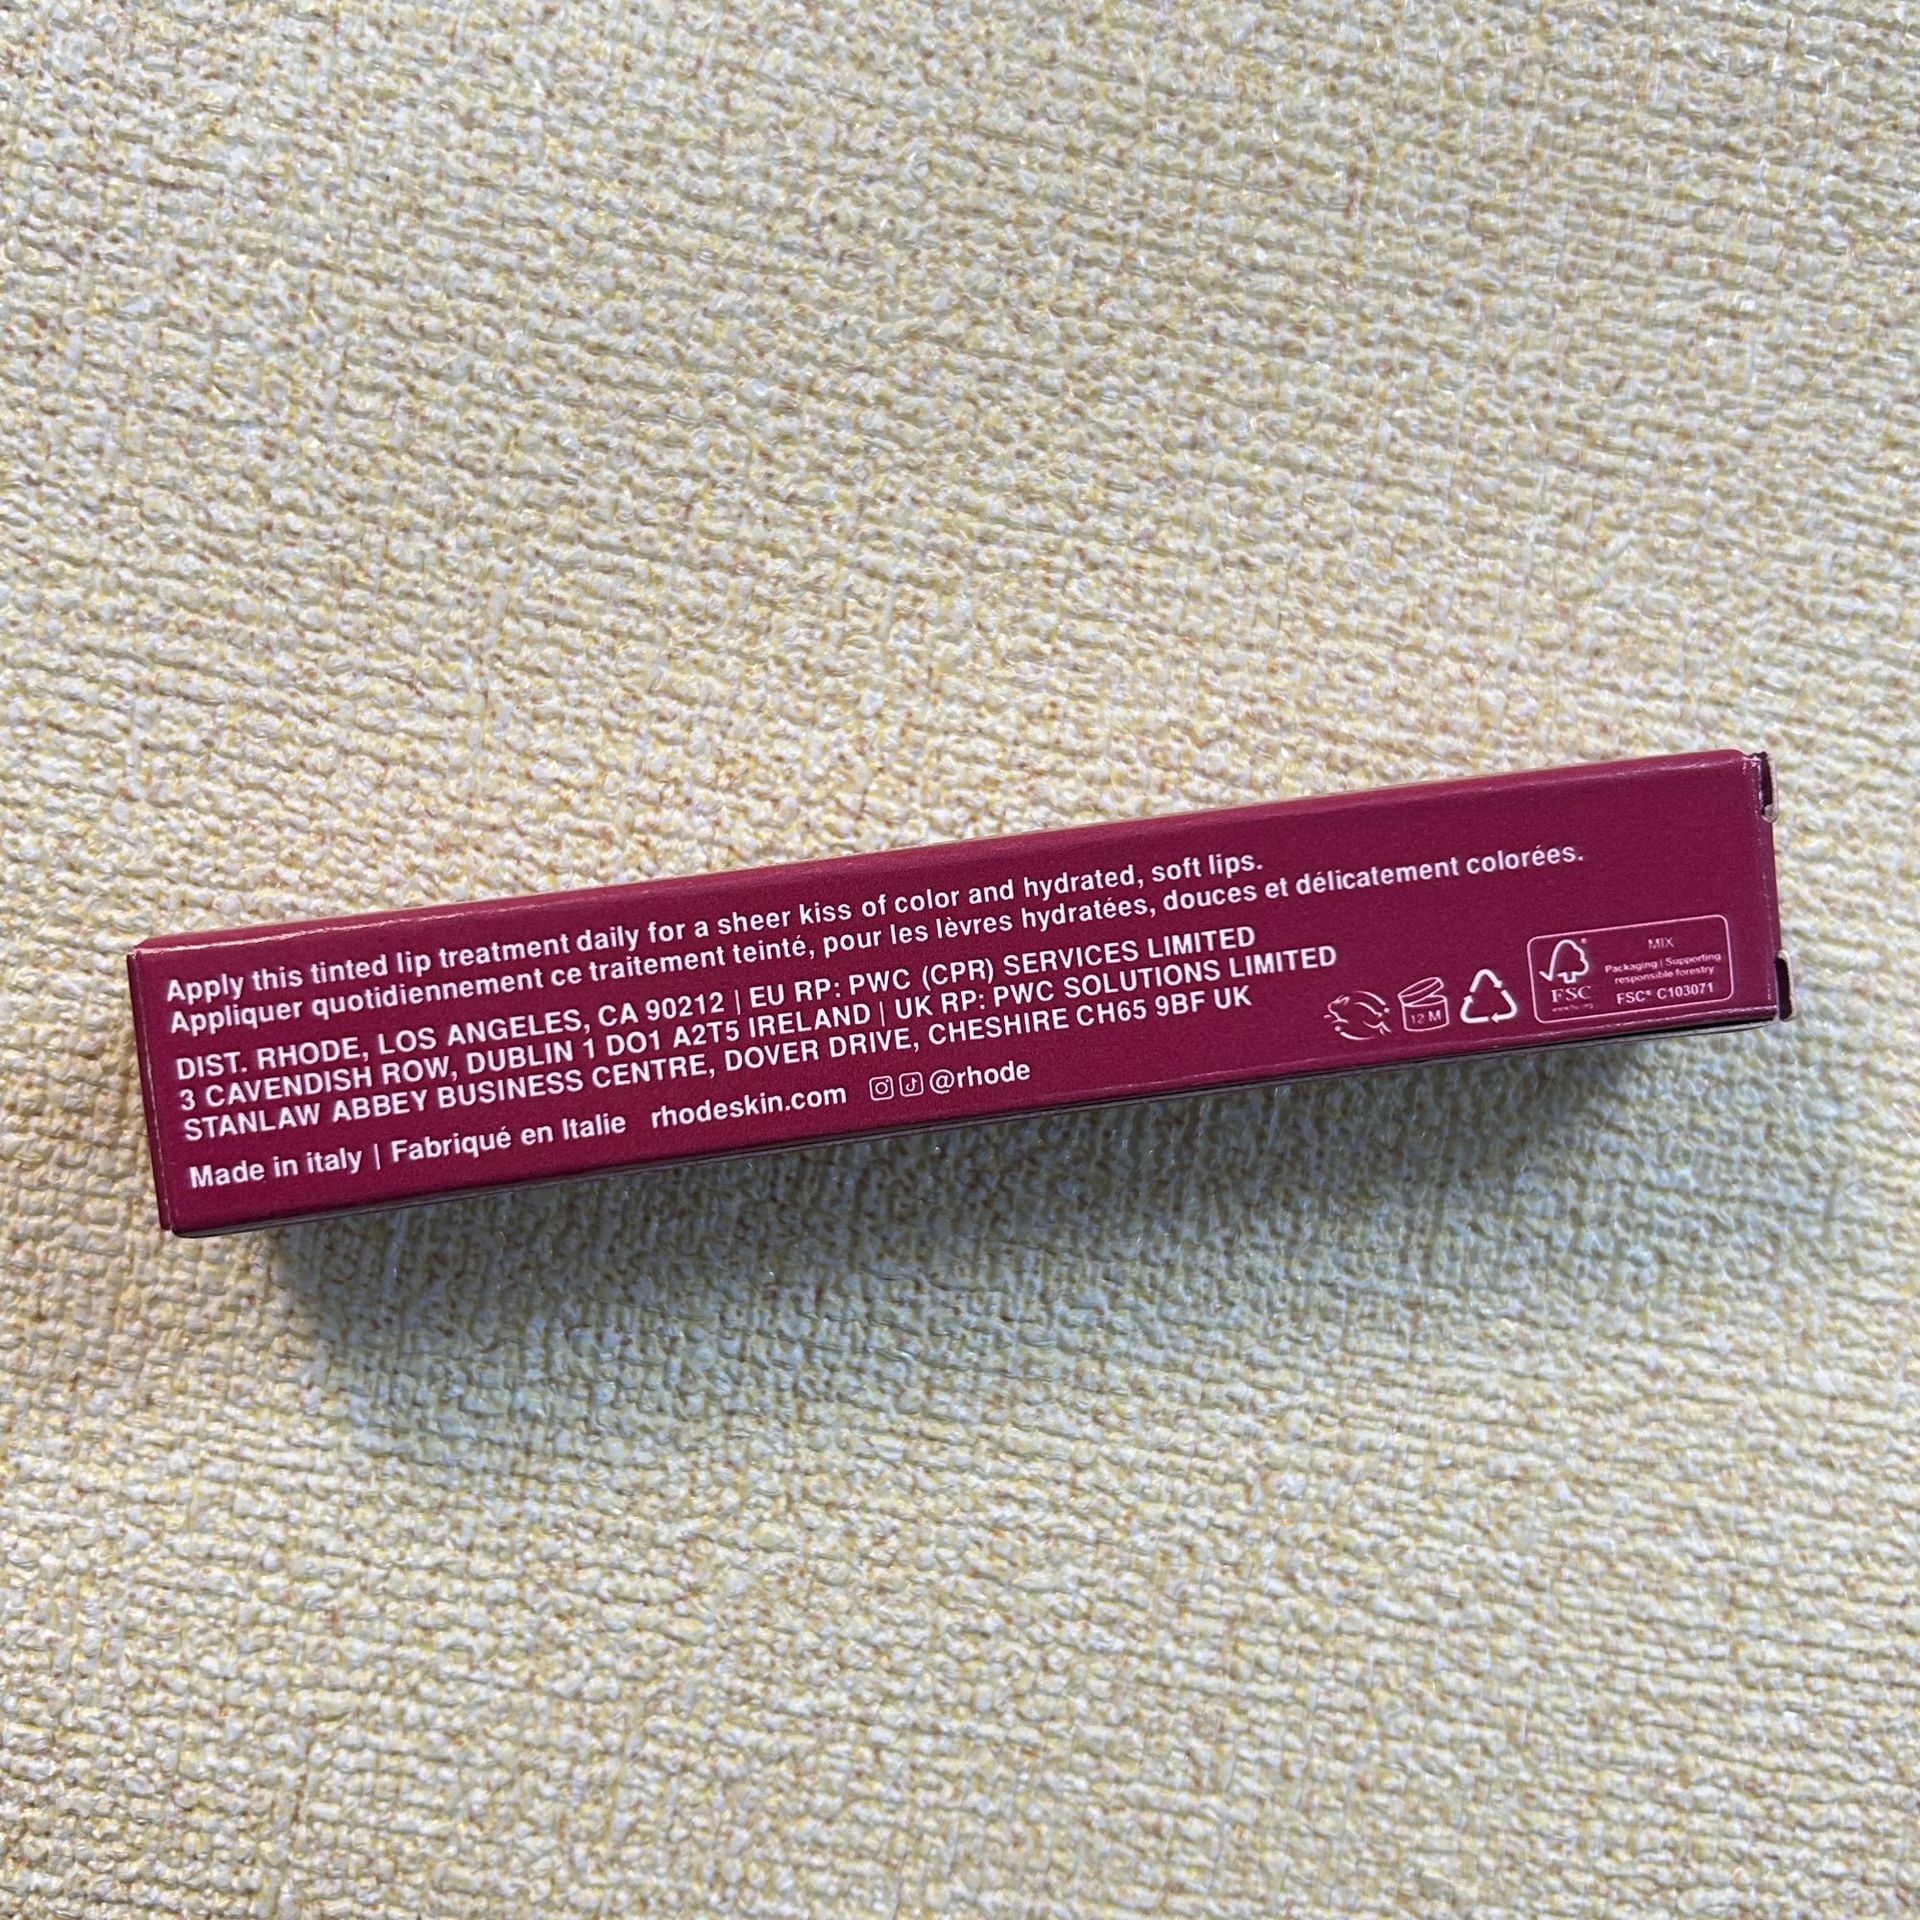 Apply this tinted lip treatment daily for a sheer kiss of color and hydrated, soft lips.
Appliquer quotidiennement ce traitement teinté, pour les lèvres hydratées, douces et délicatement colorées.
DIST. RHODE, LOS ANGELES, CA 90212 | EU RP: PWC (CPR) SERVICES LIMITED
3 CAVENDISH ROW, DUBLIN 1 DO1 A2T5 IRELAND | UK RP: PWC SOLUTIONS LIMITED
STANLAW ABBEY BUSINESS CENTRE, DOVER DRIVE, CHESHIRE CH65 9BF UK
Made in italy | Fabriqué en Italie rhodeskin.com @rhode
12 M
FSC
MIX
Packaging | Supporting
responsible forestry
FSC® C103071